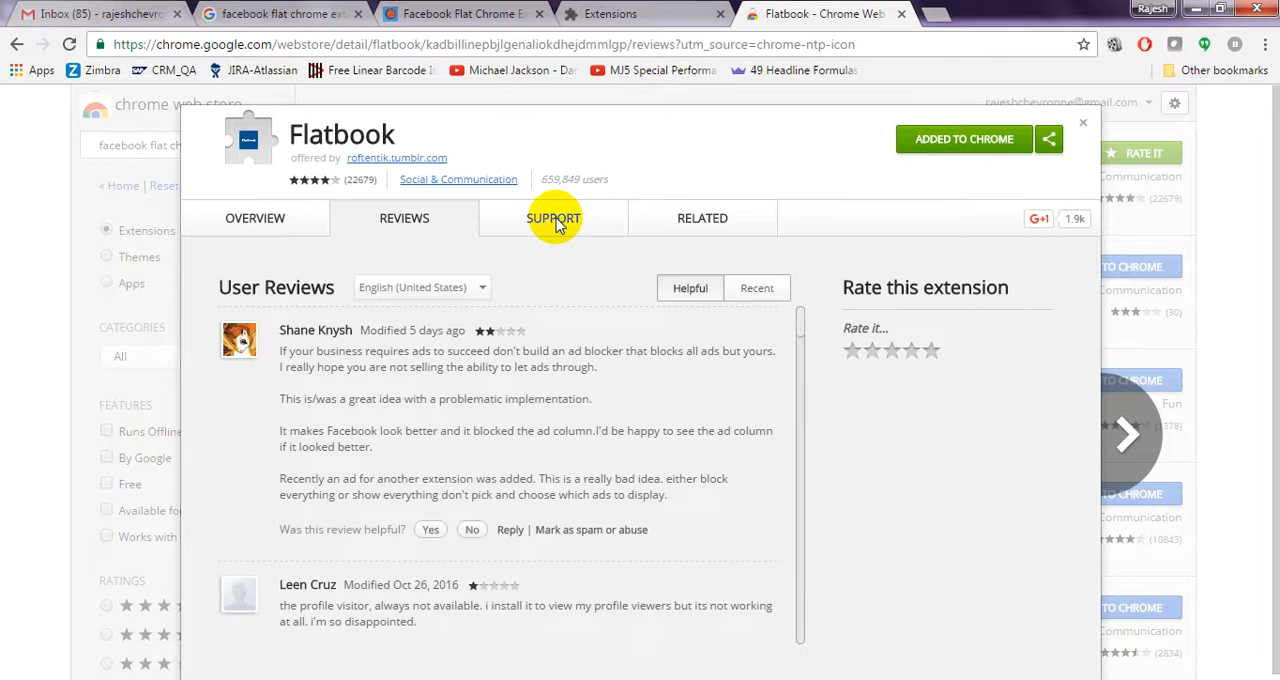 Inbox (85) - rajeshchevro
facebook flat chrome ext
Facebook Flat Chrome E
Extensions
Flatbook - Chrome Web
Rajesh
https://chrome.google.com/webstore/detail/flatbook/kadbillinepbjlgenaliokdhejdmmlgp/reviews?utm_source=chrome-ntp-icon
Apps
Zimbra
CRM_QA
JIRA-Atlassian
Free Linear Barcode
Michael Jackson - Da
MJ5 Special Performa
49 Headline Formulas
Other bookmarks
chrome web store
rajeshchevronne@gmail.com
Flatbook
offered by roftentik.tumblr.com
(22679)
Social & Communication
659,849 users
ADDED TO CHROME
facebook flat ch
« Home | Reset
RATE IT
Communication
(22679)
OVERVIEW
REVIEWS
SUPPORT
RELATED
G+1
1.9k
Extensions
Themes
Apps
CATEGORIES
All
FEATURES
Runs Offline
By Google
Free
Available fo
Works with
RATINGS
User Reviews
English (United States)
Helpful
Recent
Rate this extension
Rate it...
Shane Knysh Modified 5 days ago
If your business requires ads to succeed don't build an ad blocker that blocks all ads but yours.
I really hope you are not selling the ability to let ads through.
This is/was a great idea with a problematic implementation.
It makes Facebook look better and it blocked the ad column.I'd be happy to see the ad column
if it looked better.
Recently an ad for another extension was added. This is a really bad idea. either block
everything or show everything don't pick and choose which ads to display.
Was this review helpful? Yes No Reply | Mark as spam or abuse
Leen Cruz Modified Oct 26, 2016
the profile visitor, always not available. i install it to view my profile viewers but its not working
at all. i'm so disappointed.
TO CHROME
Communication
(30)
TO CHROME
Fun
1378)
TO CHROME
Communication
(10843)
TO CHROME
Communication
(2834)